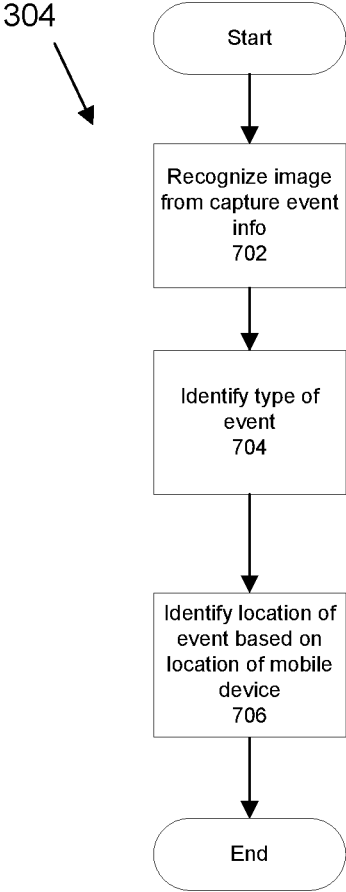 304
Start
Recognize image
from capture event
info
702
Identify type of
event
704
Identify location of
event based on
location of mobile
device
706
End